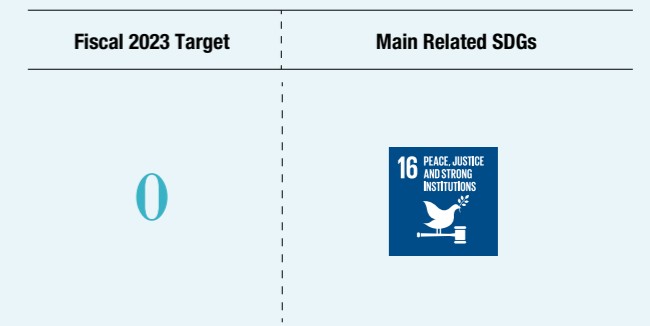 Fiscal 2023 Target
Main Related SDGs
0
16 PEACE, JUSTICE
AND STRONG
INSTITUTIONS